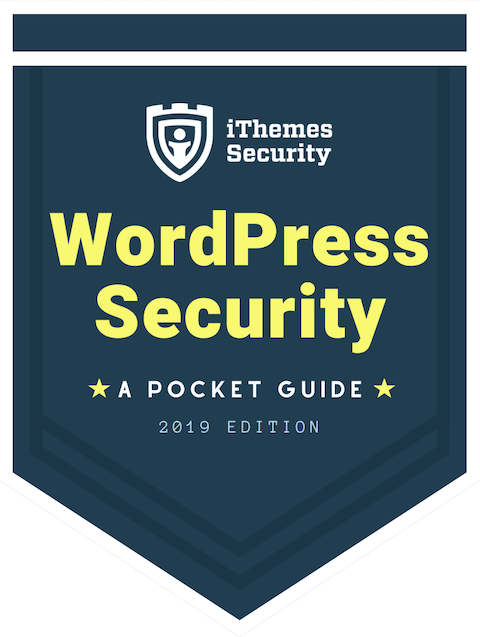 iThemes
Security
WordPress
Security
A POCKET GUIDE
2019 EDITION